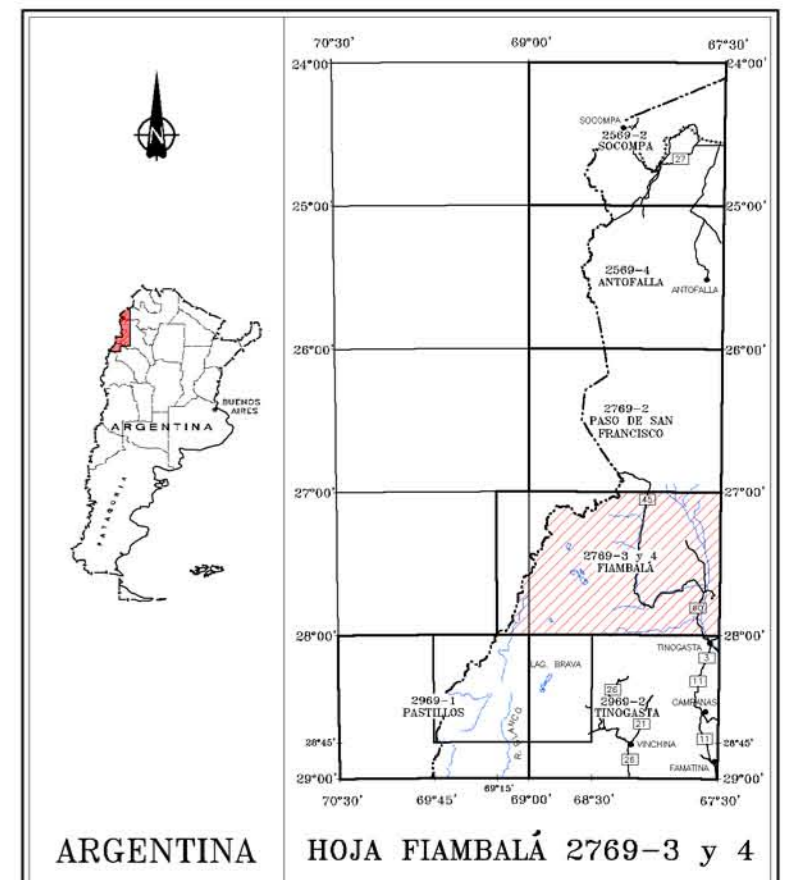 N
BUENOS
AIRES
ARGENTINA
PATAGONIA
ARGENTINA
70°30' 69°00' 67°30'
24°00' 24°00'
SOCOMPA
2569-2
SOCOMPA
27
25°00' 25°00'
2569-4
ANTOFALLA
ANTOFALLA
26°00' 26°00'
2769-2
PASO DE SAN
FRANCISCO
27°00' 27°00'
45
2769-3 y 4
FIAMBALÁ
60
28°00' 28°00'
TINOGASTA
3
LAG. BRAVA
11
26
2969-1
PASTILLOS
2969-2
TINOGASTA
CAMPANAS
R. BLANCO
21
28°45' 28°45'
VINCHINA
11
26
FAMATINA
29°00' 29°00'
69°15'
70°30' 69°45' 69°00' 68°30' 67°30'
HOJA FIAMBALÁ 2769-3 y 4